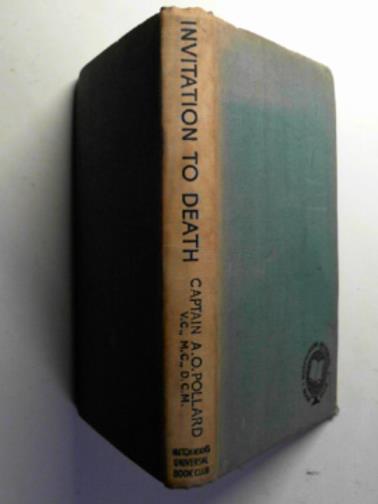 INVITATION TO DEATH
CAPTAIN A.O. POLLARD
V.C., M.C., D.C.M.
HUTCHINSONS
UNIVERSAL
BOOK CLUB